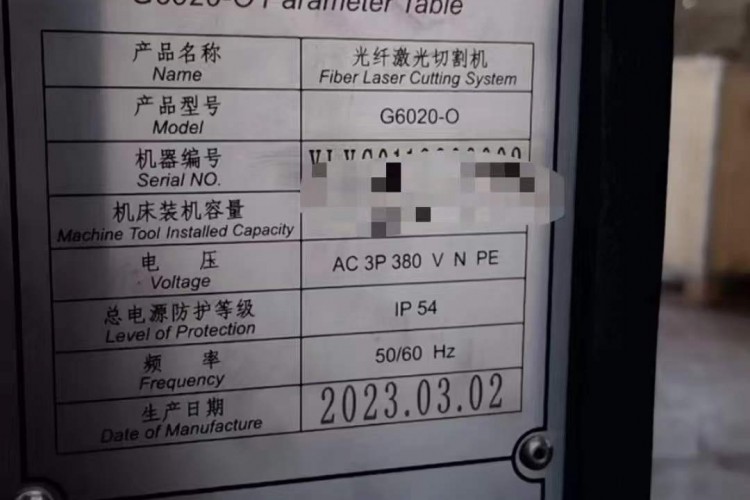 G6020-O Parameter Table
产品名称 光纤激光切割机
Name Fiber Laser Cutting System
产品型号 G6020-O
Model
机器编号
Serial NO.
机床装机容量
Machine Tool Installed Capacity
电 压 AC 3P 380 V N PE
Voltage
总电源防护等级 IP 54
Level of Protection
频 率 50/60 Hz
Frequency
生产日期 2023.03.02
Date of Manufacture